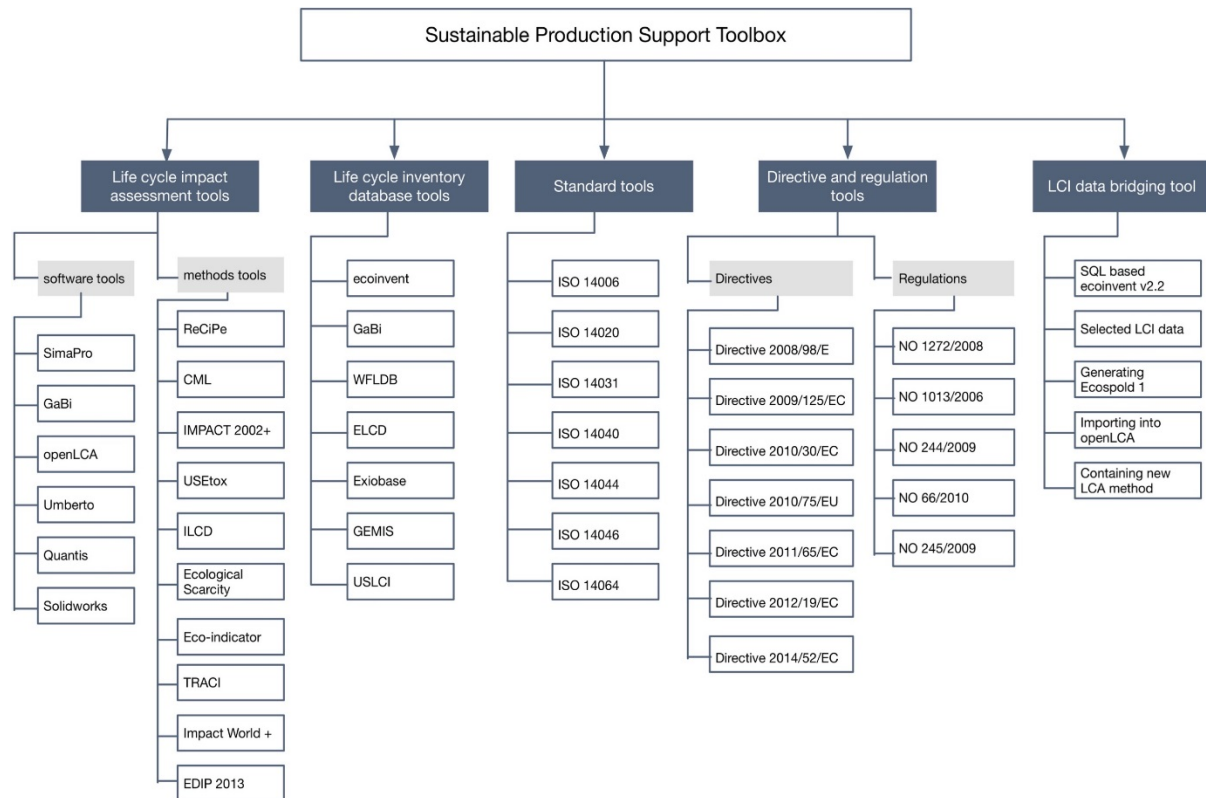 Sustainable Production Support Toolbox
Life cycle impact
assessment tools
software tools
SimaPro
GaBi
openLCA
Umberto
Quantis
Solidworks
methods tools
ReCiPe
CML
IMPACT 2002+
USEtox
ILCD
Ecological
Scarcity
Eco-indicator
TRACI
Impact World +
EDIP 2013
Life cycle inventory
database tools
ecoinvent
GaBi
WFLDB
ELCD
Exiobase
GEMIS
USLCI
Standard tools
ISO 14006
ISO 14020
ISO 14031
ISO 14040
ISO 14044
ISO 14046
ISO 14064
Directive and regulation
tools
Directives
Directive 2008/98/E
Directive 2009/125/EC
Directive 2010/30/EC
Directive 2010/75/EU
Directive 2011/65/EC
Directive 2012/19/EC
Directive 2014/52/EC
Regulations
NO 1272/2008
NO 1013/2006
NO 244/2009
NO 66/2010
NO 245/2009
LCI data bridging tool
SQL based
ecoinvent v2.2
Selected LCI data
Generating
Ecospold 1
Importing into
openLCA
Containing new
LCA method